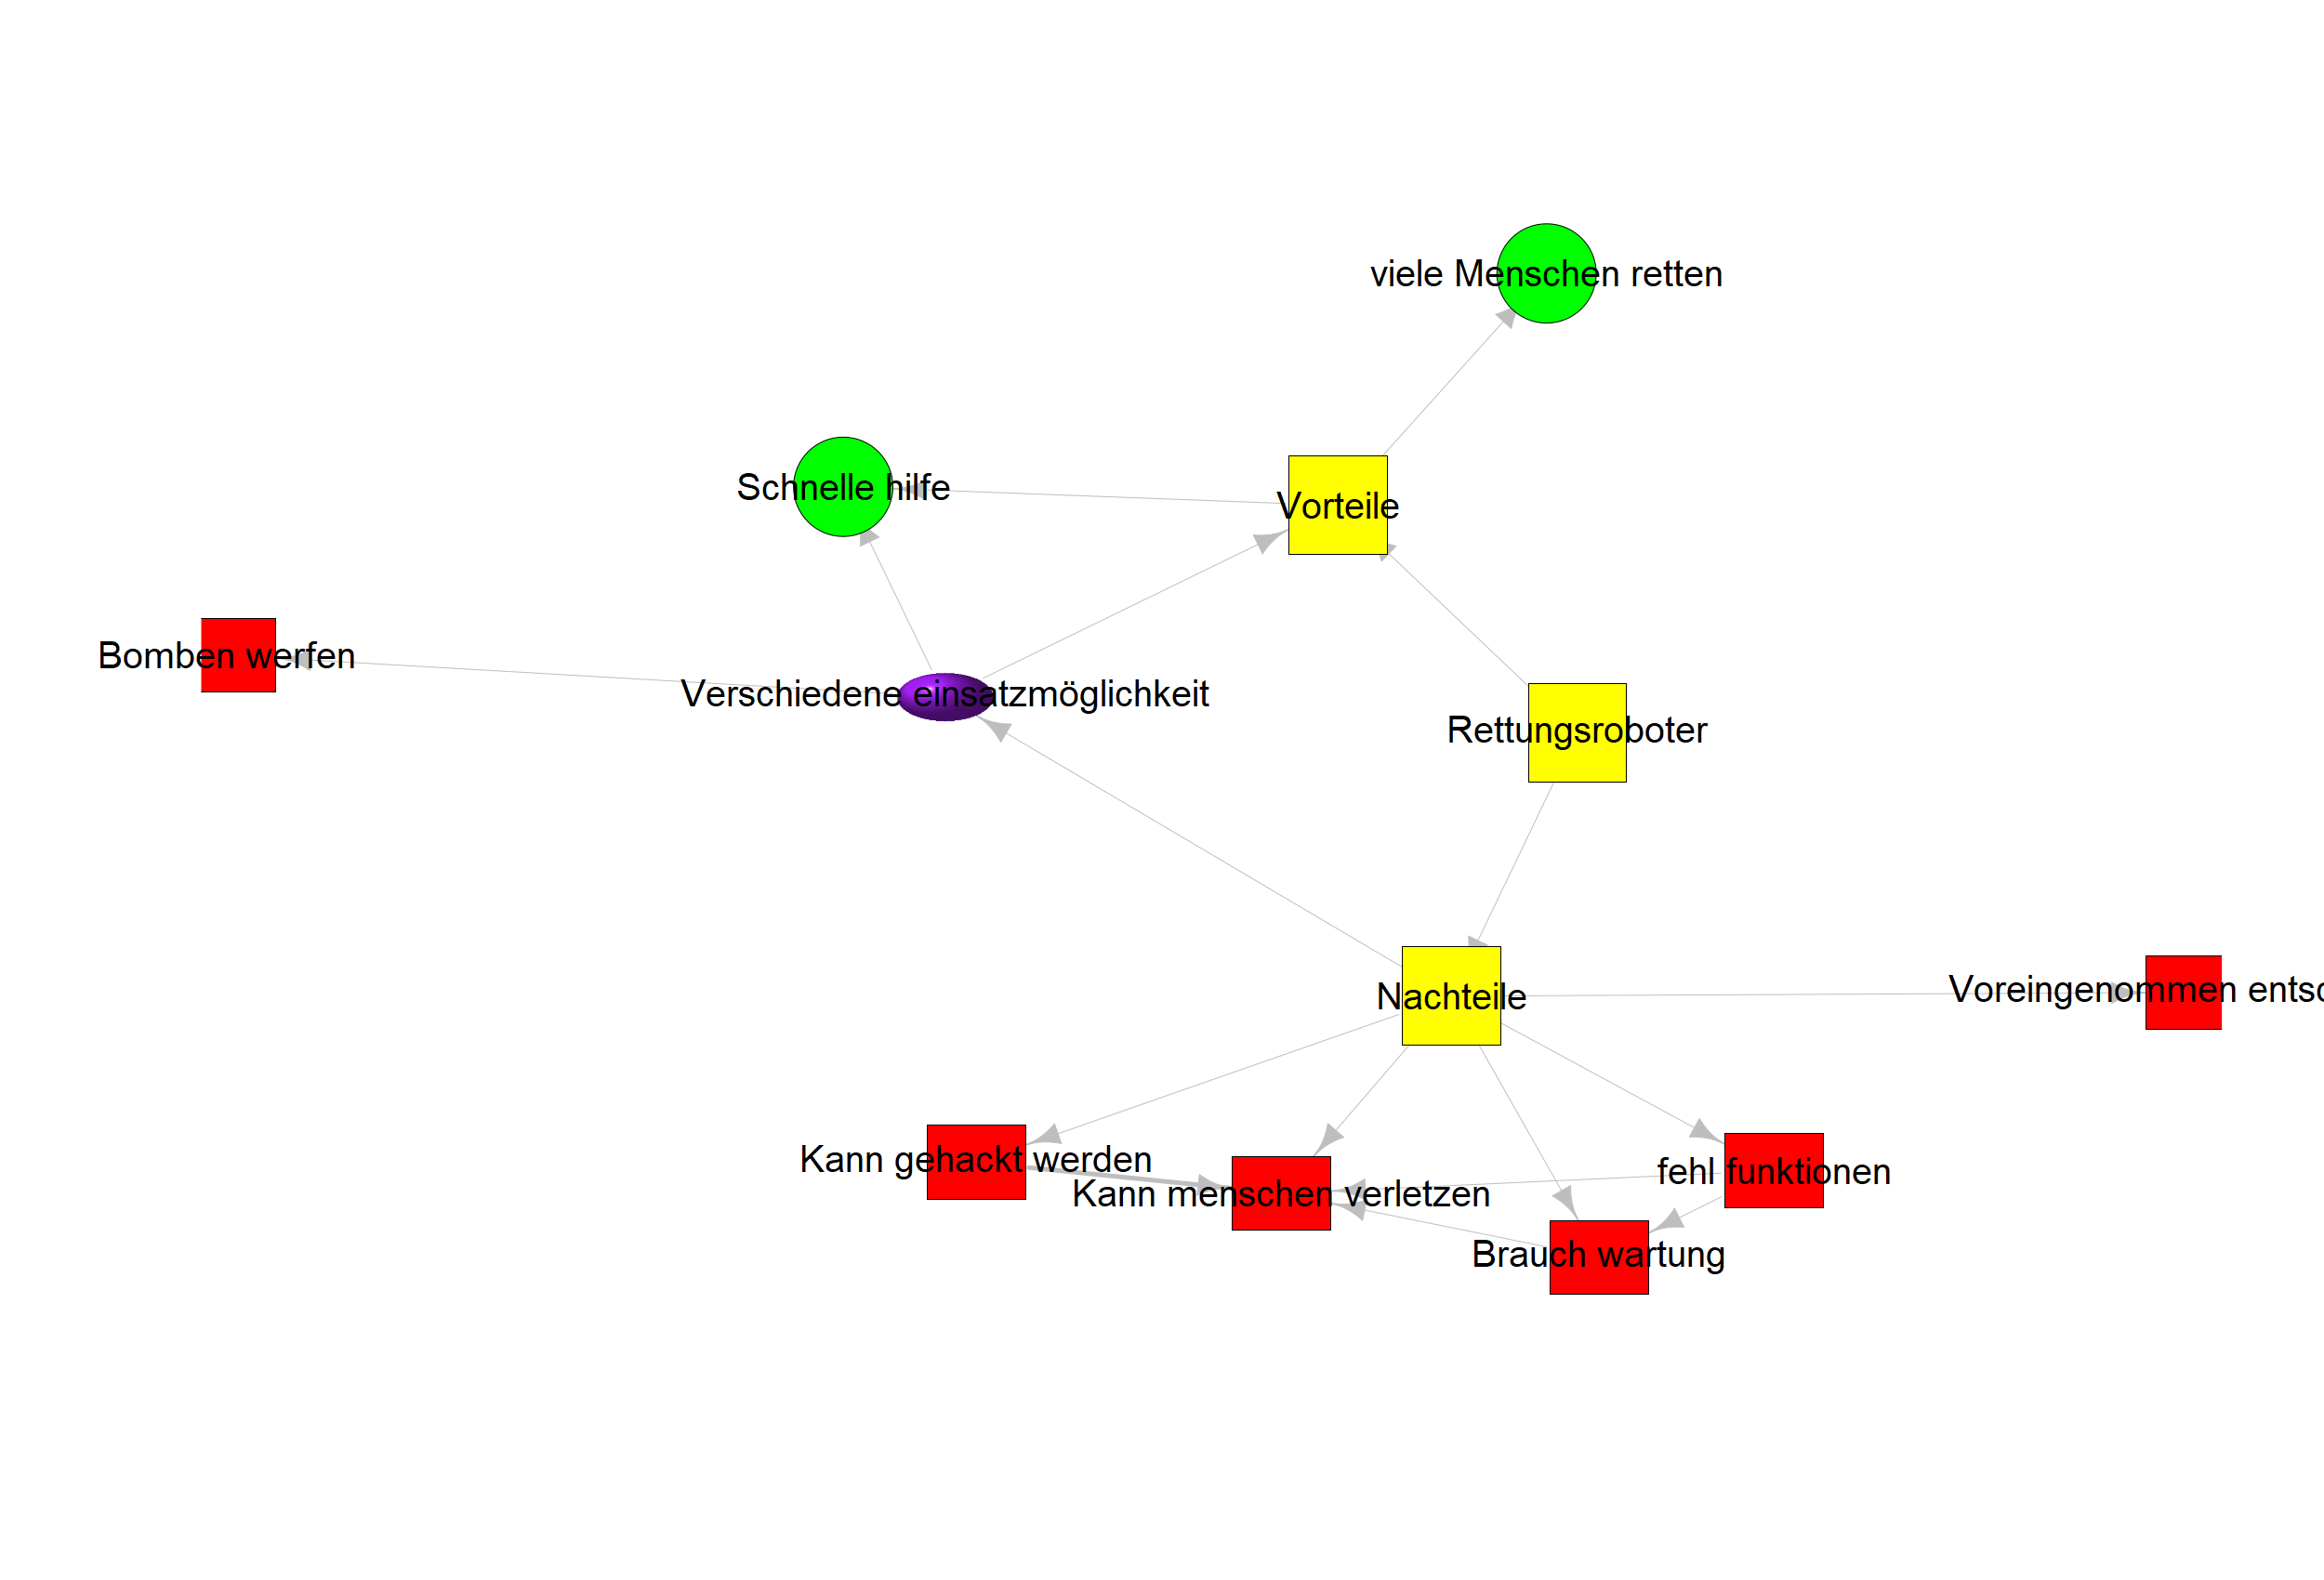 viele Menschen retten
Schnelle hilfe
Vorteile
Bomben werfen
Verschiedene einsatzmöglichkeit
Rettungsroboter
Nachteile
Voreingenommen
Kann gehackt werden
fehl funktionen
Kann menschen verletzen
Brauch wartung